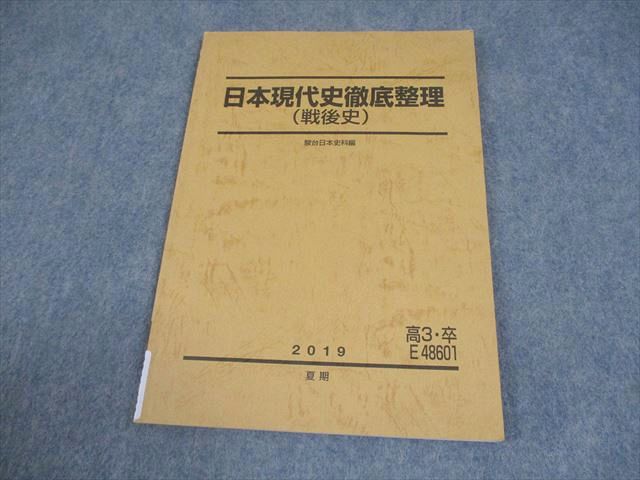 日本現代史徹底整理
(戦後史)
駿台日本史科編
高3・卒
2019
E48601
夏期